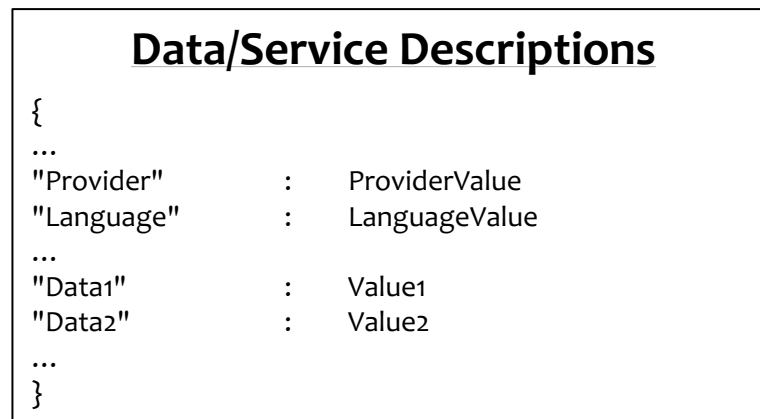 Data/Service Descriptions
{
...
"Provider" : ProviderValue
"Language" : LanguageValue
...
"Data1" : Value1
"Data2" : Value2
...
}